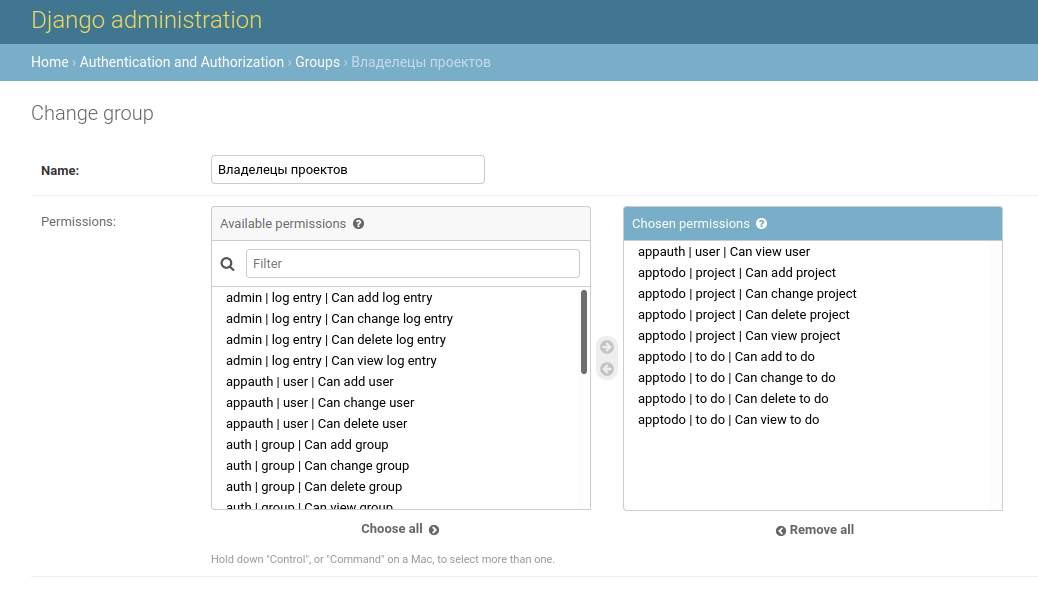 Django administration
Home › Authentication and Authorization › Groups › Владелецы проектов
Change group
Name:
Владелецы проектов
Permissions:
Available permissions
Filter
admin | log entry | Can add log entry
admin | log entry | Can change log entry
admin | log entry | Can delete log entry
admin | log entry | Can view log entry
appauth | user | Can add user
appauth | user | Can change user
appauth | user | Can delete user
auth | group | Can add group
auth | group | Can change group
auth | group | Can delete group
auth | group | Can view group
Choose all
Hold down "Control", or "Command" on a Mac, to select more than one.
Chosen permissions
appauth | user | Can view user
apptodo | project | Can add project
apptodo | project | Can change project
apptodo | project | Can delete project
apptodo | project | Can view project
apptodo | to do | Can add to do
apptodo | to do | Can change to do
apptodo | to do | Can delete to do
apptodo | to do | Can view to do
Remove all